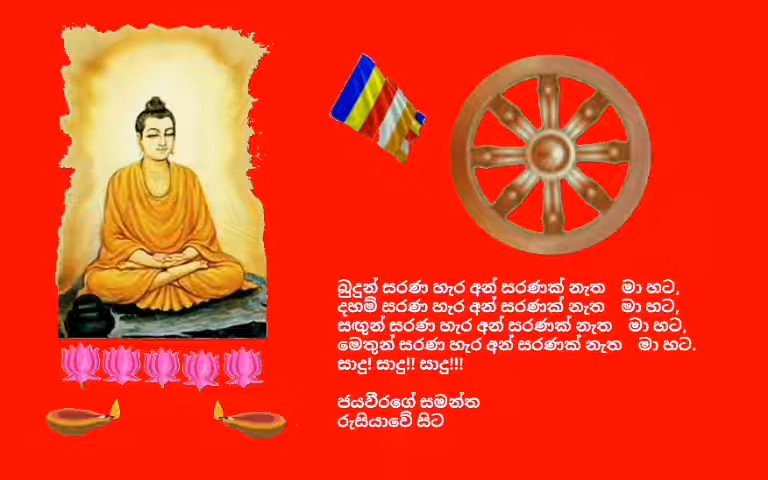 බුදුන් සරණ හැර අන් සරණක් නැත මා හට,
දහම් සරණ හැර අන් සරණක් නැත මා හට,
සඟුන් සරණ හැර අන් සරණක් නැත මා හට,
මෙතුන් සරණ හැර අන් සරණක් නැත මා හට.
සාදු! සාදු!! සාදු!!!
ජයවීරගේ සමන්ත
රුසියාවේ සිට